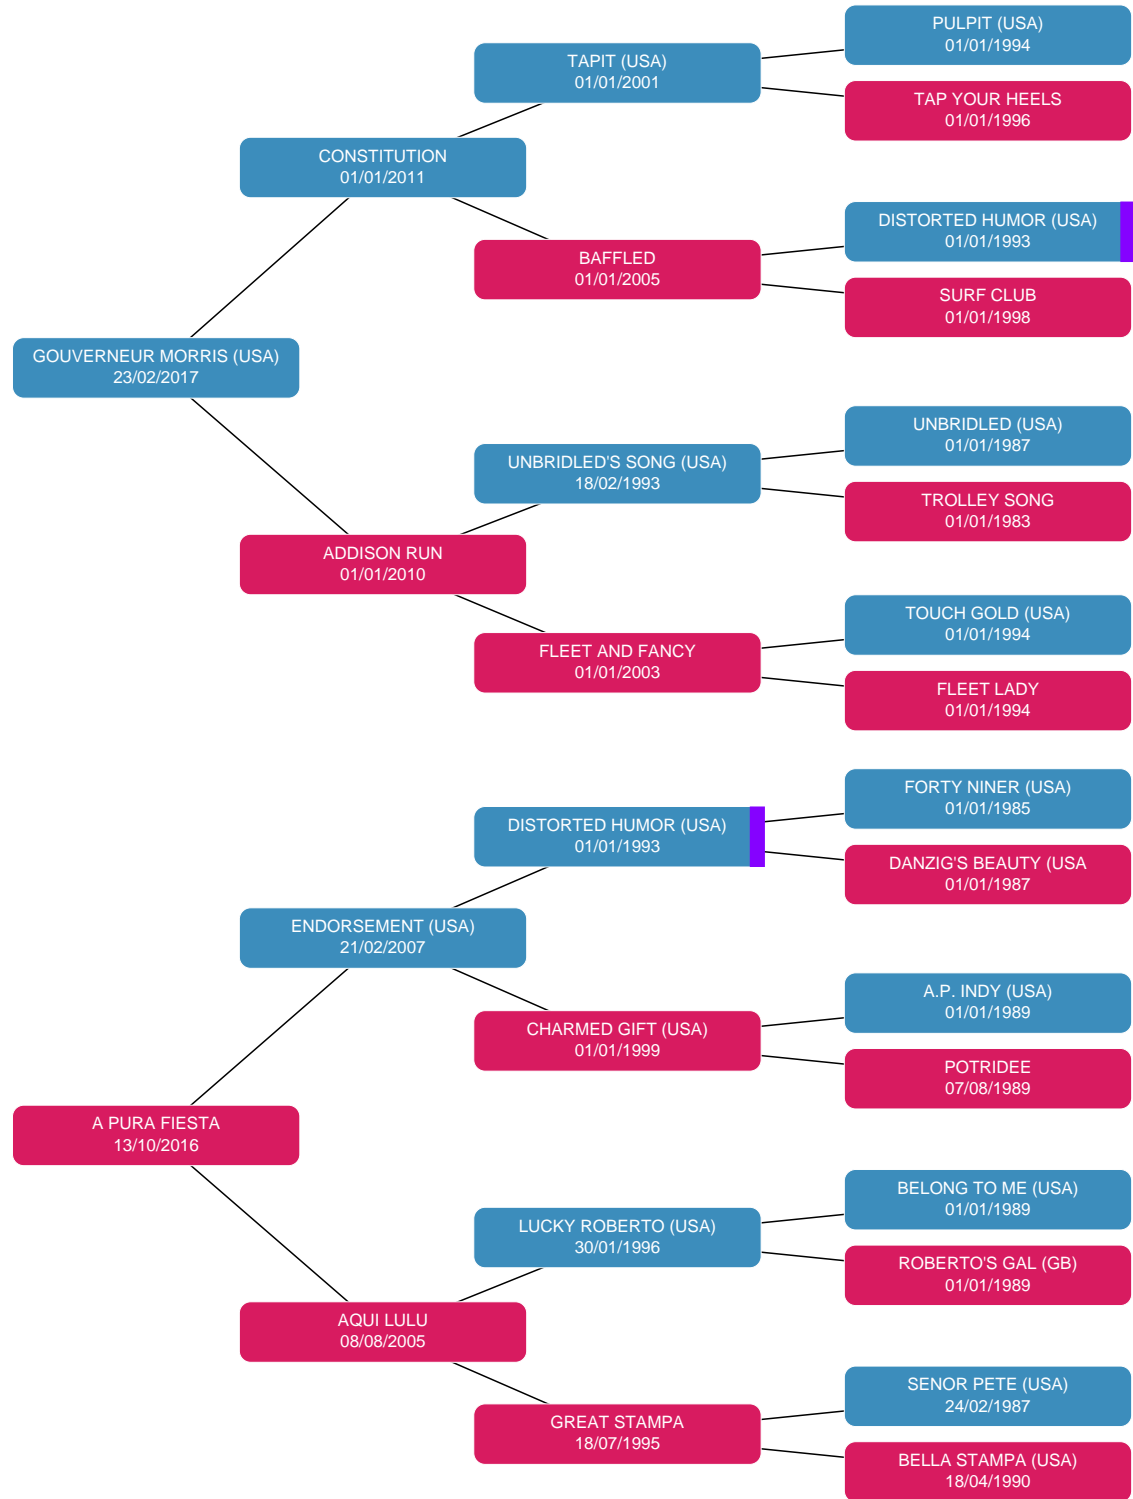 PULPIT (USA)
01/01/1994
TAPIT (USA)
01/01/2001
TAP YOUR HEELS
01/01/1996
CONSTITUTION
01/01/2011
DISTORTED HUMOR (USA)
01/01/1993
BAFFLED
01/01/2005
SURF CLUB
01/01/1998
GOUVERNEUR MORRIS (USA)
23/02/2017
UNBRIDLED (USA)
01/01/1987
UNBRIDLED'S SONG (USA)
18/02/1993
TROLLEY SONG
01/01/1983
ADDISON RUN
01/01/2010
TOUCH GOLD (USA)
01/01/1994
FLEET AND FANCY
01/01/2003
FLEET LADY
01/01/1994
FORTY NINER (USA)
01/01/1985
DISTORTED HUMOR (USA)
01/01/1993
DANZIG'S BEAUTY (USA
01/01/1987
ENDORSEMENT (USA)
21/02/2007
A.P. INDY (USA)
01/01/1989
CHARMED GIFT (USA)
01/01/1999
POTRIDEE
07/08/1989
A PURA FIESTA
13/10/2016
BELONG TO ME (USA)
01/01/1989
LUCKY ROBERTO (USA)
30/01/1996
ROBERTO'S GAL (GB)
01/01/1989
AQUI LULU
08/08/2005
SENOR PETE (USA)
24/02/1987
GREAT STAMPA
18/07/1995
BELLA STAMPA (USA)
18/04/1990